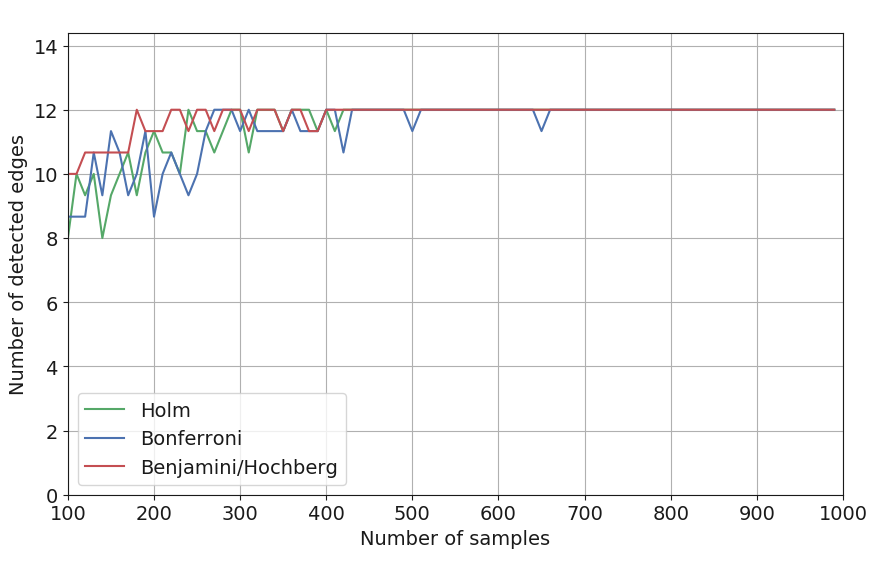 14
12
10
8
6
4
2
0
Number of detected edges
Holm
Bonferroni
Benjamini/Hochberg
100 200 300 400 500 600 700 800 900 1000
Number of samples